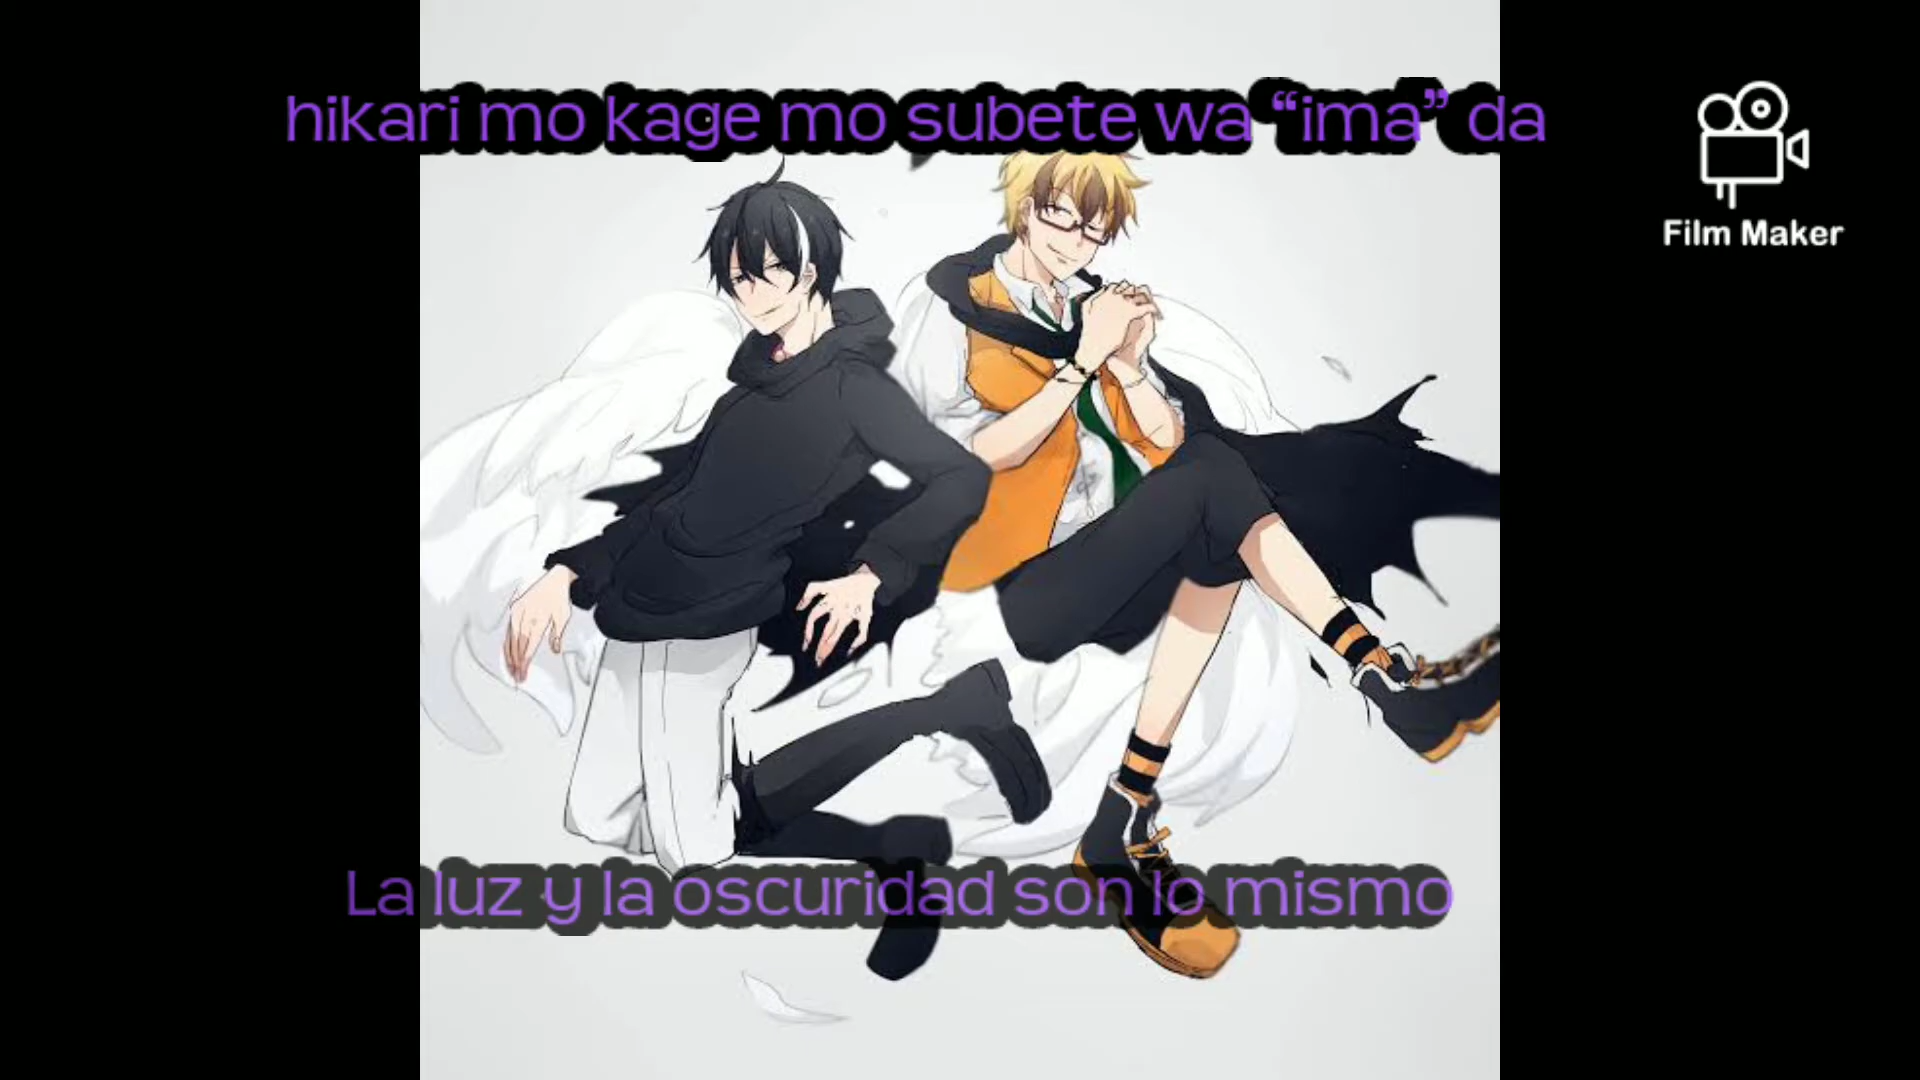 hikari mo kage mo subete wa “ima” da
Film Maker
La luz y la oscuridad son lo mismo